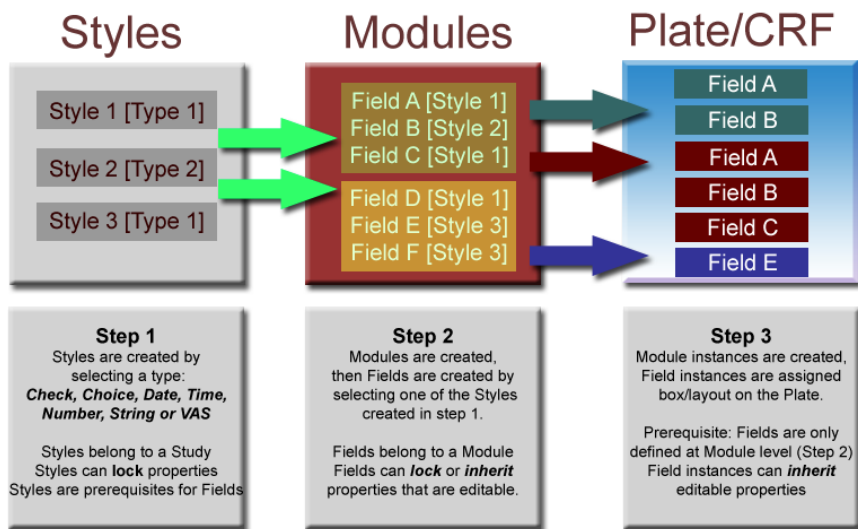 Styles
Modules
Plate/CRF
Style 1 [Type 1]
Style 2 [Type 2]
Style 3 [Type 1]
Field A [Style 1]
Field B [Style 2]
Field C [Style 1]
Field D [Style 1]
Field E [Style 3]
Field F [Style 3]
Field A
Field B
Field A
Field B
Field C
Field E
Step 1
Styles are created by
selecting a type:
Check, Choice, Date, Time,
Number, String or VAS
Styles belong to a Study
Styles can lock properties
Styles are prerequisites for Fields
Step 2
Modules are created,
then Fields are created by
selecting one of the Styles
created in step 1.
Fields belong to a Module
Fields can lock or inherit
properties that are editable.
Step 3
Module instances are created,
Field instances are assigned
box/layout on the Plate.
Prerequisite: Fields are only
defined at Module level (Step 2)
Field instances can inherit
editable properties